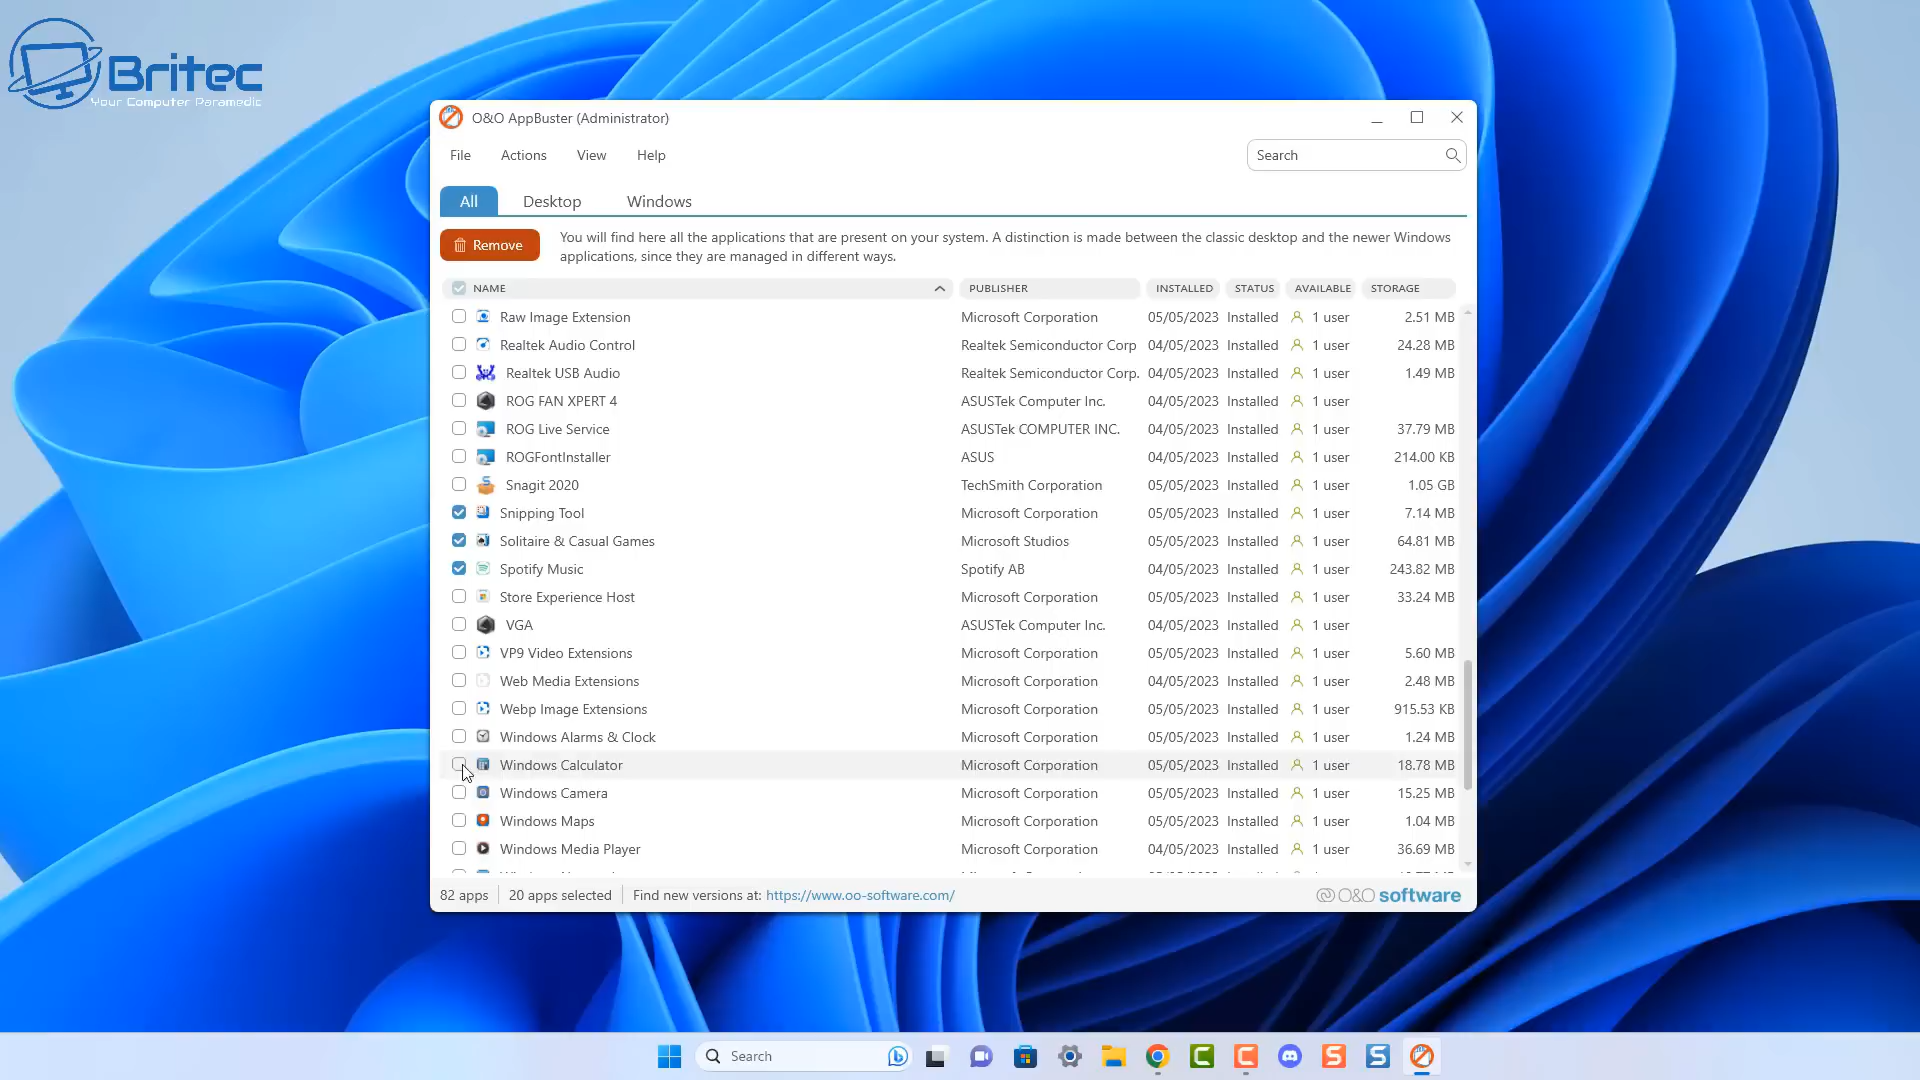 Britec
Your Computer Paramedic
O&O AppBuster (Administrator)
File Actions View Help
Search
All Desktop Windows
Remove
You will find here all the applications that are present on your system. A distinction is made between the classic desktop and the newer Windows
applications, since they are managed in different ways.
NAME PUBLISHER INSTALLED STATUS AVAILABLE STORAGE
Raw Image Extension Microsoft Corporation 05/05/2023 Installed 1 user 2.51 MB
Realtek Audio Control Realtek Semiconductor Corp 04/05/2023 Installed 1 user 24.28 MB
Realtek USB Audio Realtek Semiconductor Corp. 04/05/2023 Installed 1 user 1.49 MB
ROG FAN XPERT 4 ASUSTek Computer Inc. 04/05/2023 Installed 1 user
ROG Live Service ASUSTek COMPUTER INC. 04/05/2023 Installed 1 user 37.79 MB
ROGFontInstaller ASUS 04/05/2023 Installed 1 user 214.00 KB
Snagit 2020 TechSmith Corporation 05/05/2023 Installed 1 user 1.05 GB
Snipping Tool Microsoft Corporation 05/05/2023 Installed 1 user 7.14 MB
Solitaire & Casual Games Microsoft Studios 05/05/2023 Installed 1 user 64.81 MB
Spotify Music Spotify AB 04/05/2023 Installed 1 user 243.82 MB
Store Experience Host Microsoft Corporation 05/05/2023 Installed 1 user 33.24 MB
VGA ASUSTek Computer Inc. 04/05/2023 Installed 1 user
VP9 Video Extensions Microsoft Corporation 05/05/2023 Installed 1 user 5.60 MB
Web Media Extensions Microsoft Corporation 04/05/2023 Installed 1 user 2.48 MB
Webp Image Extensions Microsoft Corporation 05/05/2023 Installed 1 user 915.53 KB
Windows Alarms & Clock Microsoft Corporation 05/05/2023 Installed 1 user 1.24 MB
Windows Calculator Microsoft Corporation 05/05/2023 Installed 1 user 18.78 MB
Windows Camera Microsoft Corporation 05/05/2023 Installed 1 user 15.25 MB
Windows Maps Microsoft Corporation 05/05/2023 Installed 1 user 1.04 MB
Windows Media Player Microsoft Corporation 04/05/2023 Installed 1 user 36.69 MB
82 apps 20 apps selected Find new versions at: https://www.oo-software.com/ O&O software
Search